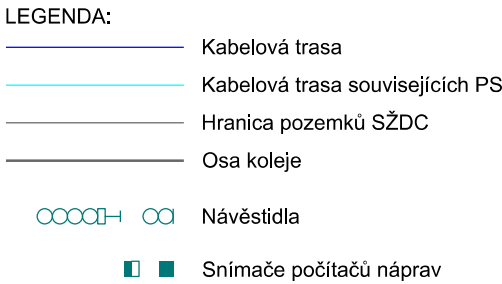 LEGENDA:
Kabelová trasa
Kabelová trasa souvisejících PS
Hranica pozemků SŽDC
Osa koleje
Návěstidla
Snímače počítačů náprav